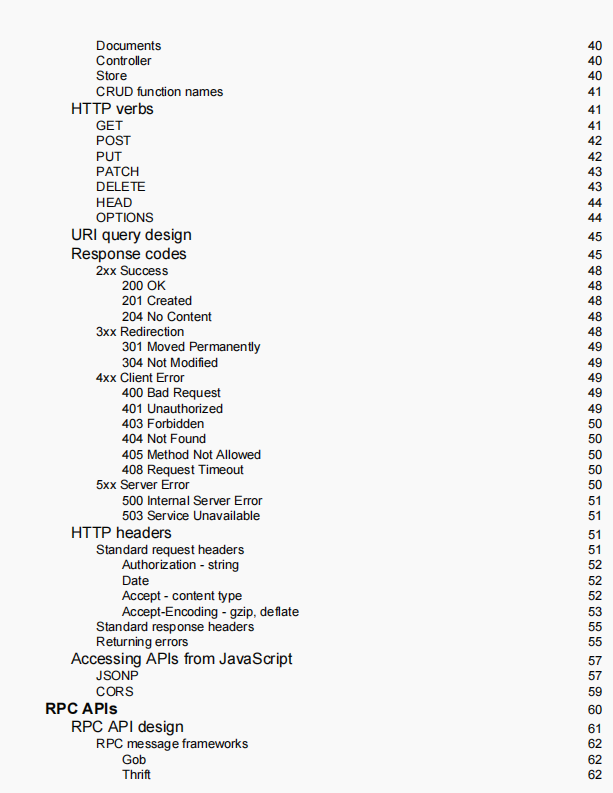 Documents 40
Controller 40
Store 40
CRUD function names 41
HTTP verbs 41
GET 41
POST 42
PUT 42
PATCH 43
DELETE 43
HEAD 44
OPTIONS 44
URI query design 45
Response codes 45
2xx Success 48
200 OK 48
201 Created 48
204 No Content 48
3xx Redirection 48
301 Moved Permanently 49
304 Not Modified 49
4xx Client Error 49
400 Bad Request 49
401 Unauthorized 49
403 Forbidden 50
404 Not Found 50
405 Method Not Allowed 50
408 Request Timeout 50
5xx Server Error 50
500 Internal Server Error 51
503 Service Unavailable 51
HTTP headers 51
Standard request headers 51
Authorization - string 52
Date 52
Accept - content type 52
Accept-Encoding - gzip, deflate 53
Standard response headers 55
Returning errors 55
Accessing APIs from JavaScript 57
JSONP 57
CORS 59
RPC APIs 60
RPC API design 61
RPC message frameworks 62
Gob 62
Thrift 62